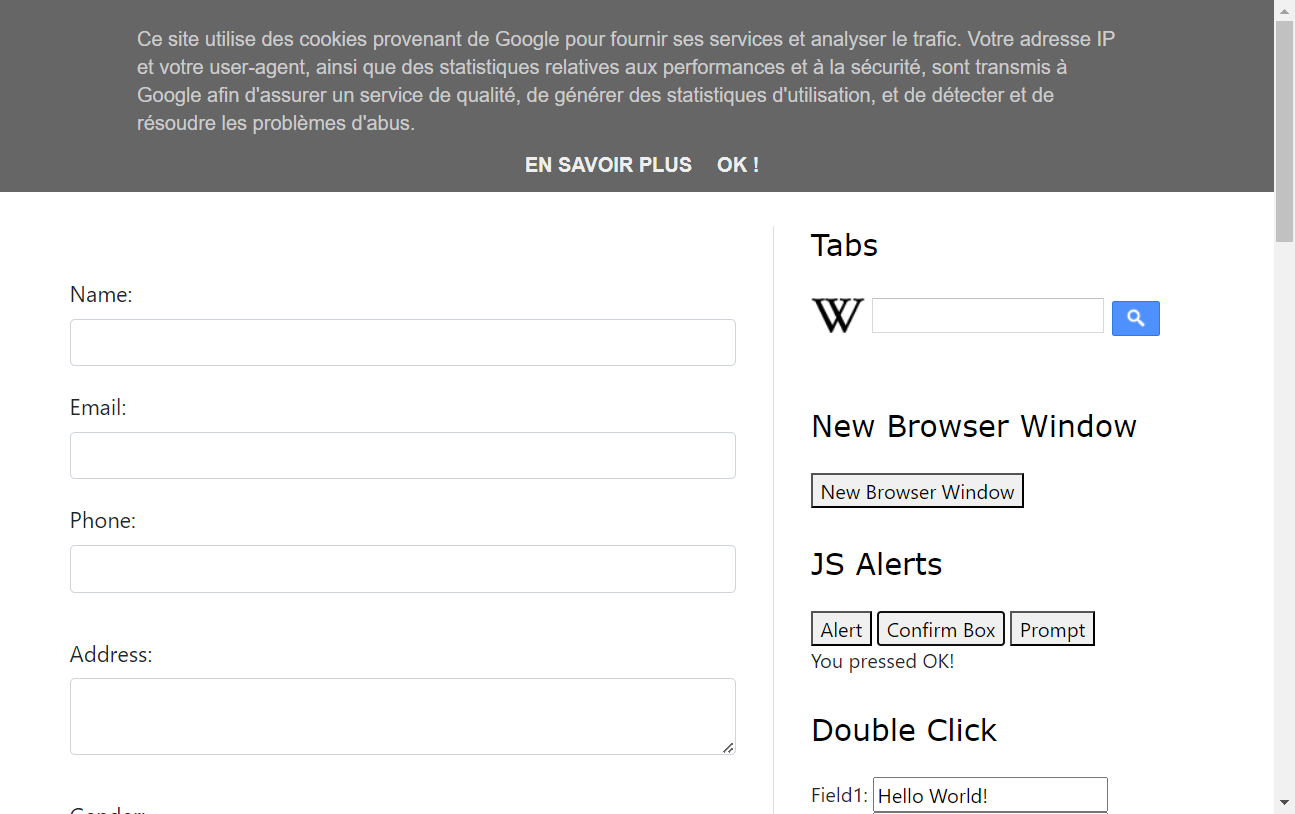 Ce site utilise des cookies provenant de Google pour fournir ses services et analyser le trafic. Votre adresse IP
et votre user-agent, ainsi que des statistiques relatives aux performances et à la sécurité, sont transmis à
Google afin d'assurer un service de qualité, de générer des statistiques d'utilisation, et de détecter et de
résoudre les problèmes d'abus.
EN SAVOIR PLUS OK !
Name:
Email:
Phone:
Address:
Gender:
Tabs
W
New Browser Window
New Browser Window
JS Alerts
Alert Confirm Box Prompt
You pressed OK!
Double Click
Field1: Hello World!